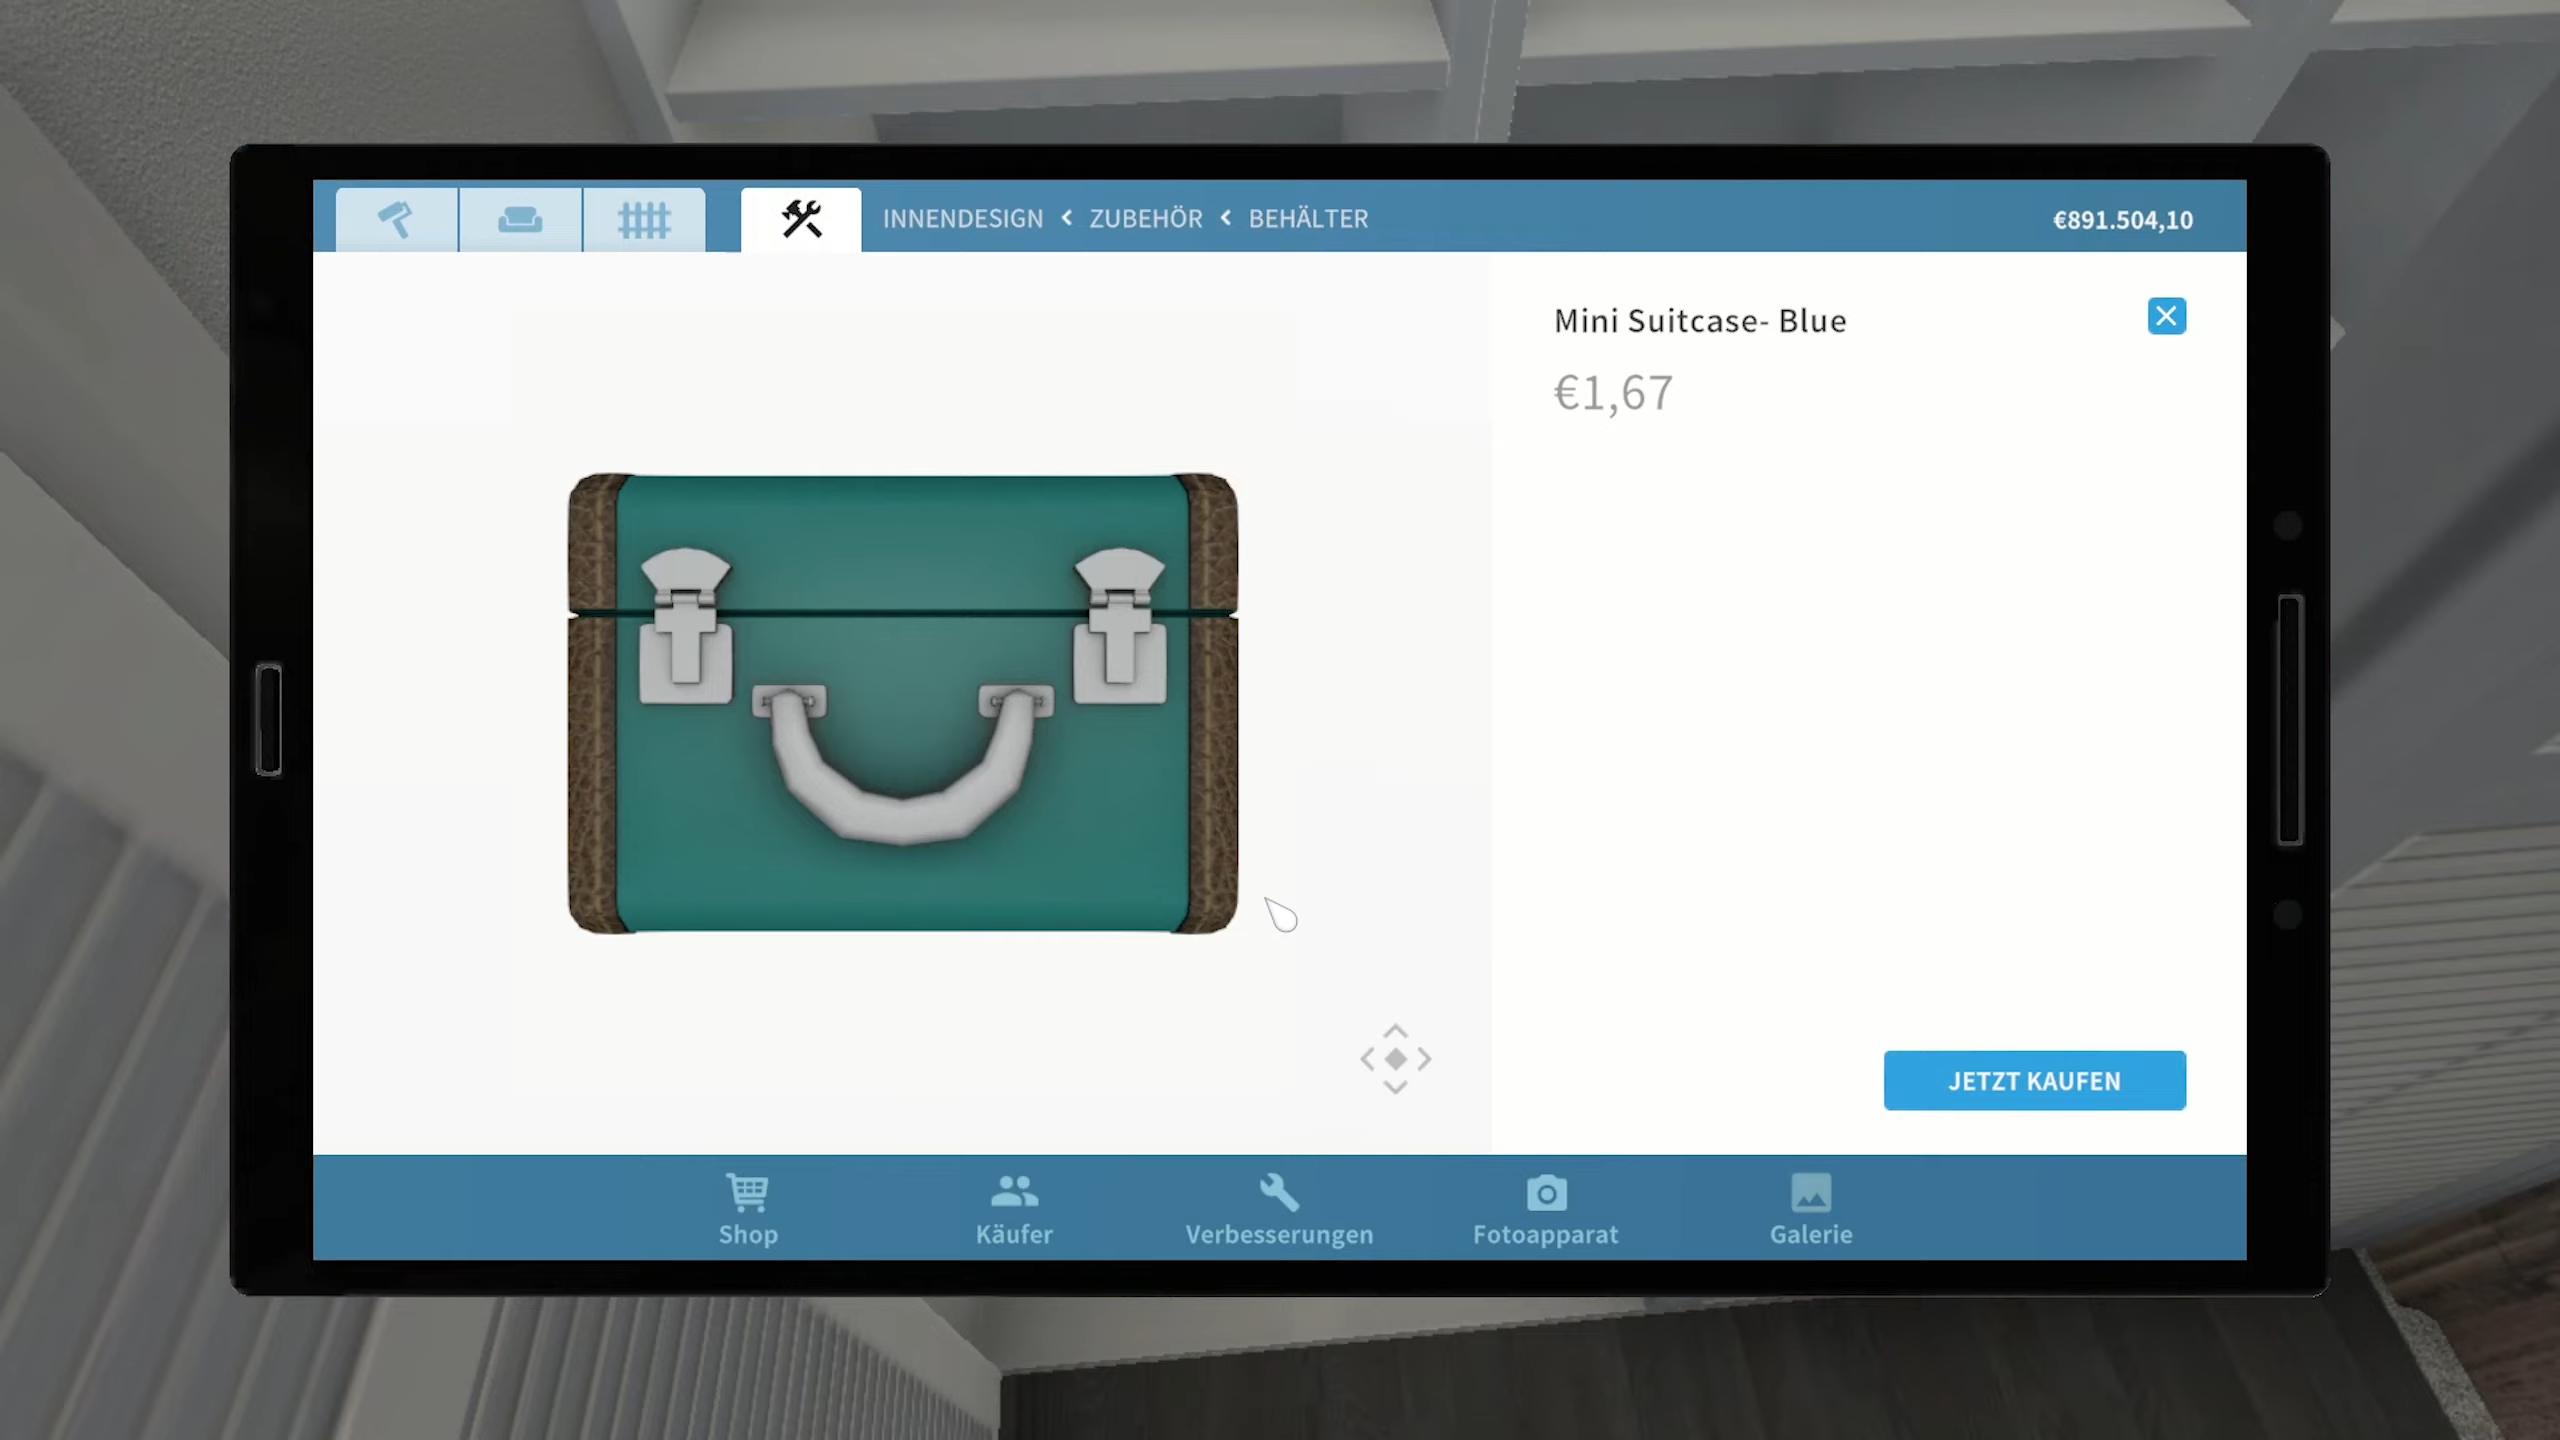 INNENDESIGN < ZUBEHÖR < BEHÄLTER
€891.504,10
Mini Suitcase- Blue
€1,67
JETZT KAUFEN
Shop
Käufer
Verbesserungen
Fotoapparat
Galerie